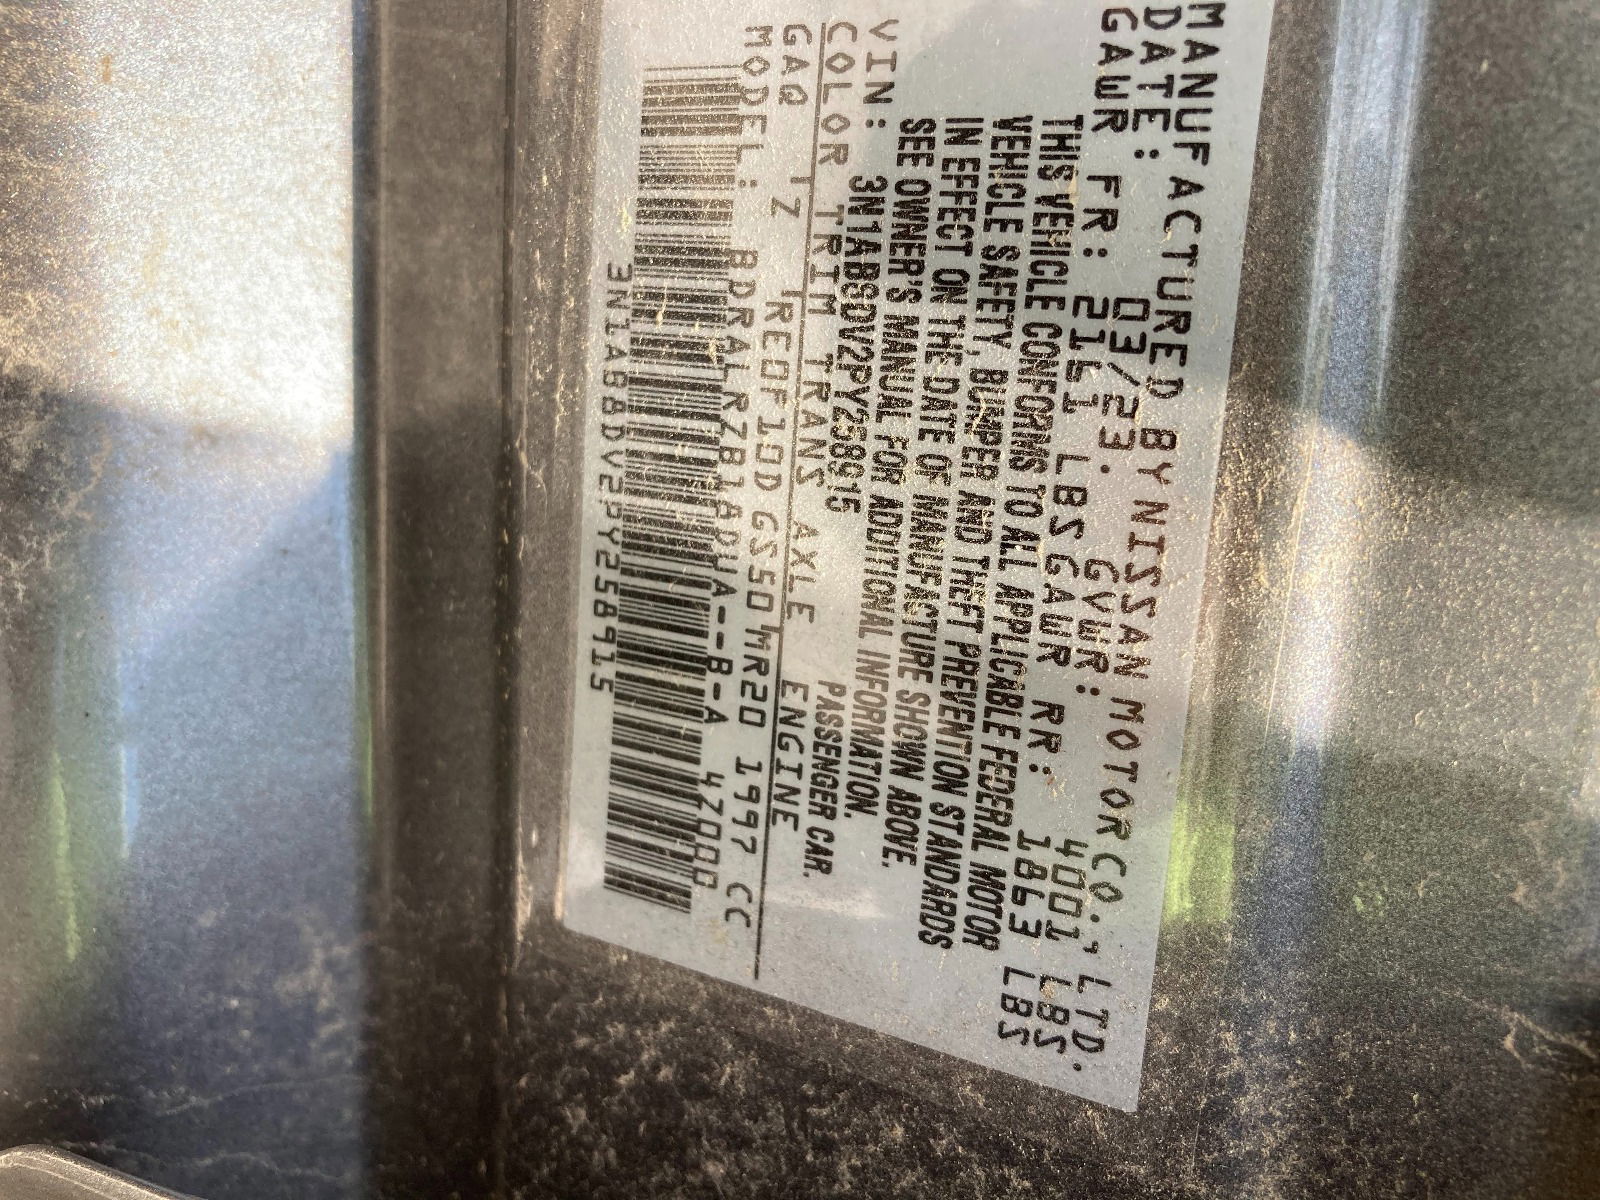 MANUFACTURED BY NISSAN MOTOR CO., LTD.
DATE: 03/23. GVWR: 4001 LBS
GAWR FR: 2161 LBS GAWR RR: 1863 LBS
THIS VEHICLE CONFORMS TO ALL APPLICABLE FEDERAL MOTOR
VEHICLE SAFETY, BUMPER AND THEFT PREVENTION STANDARDS
IN EFFECT ON THE DATE OF MANUFACTURE SHOWN ABOVE.
SEE OWNER'S MANUAL FOR ADDITIONAL INFORMATION.
VIN: 3N1AB8DV2PY258915 PASSENGER CAR.
COLOR TRIM TRANS AXLE ENGINE
GAQ Z RE0F10D GS50 MR20 1997 CC
MODEL: 47000
3N1AB8DV2PY258915